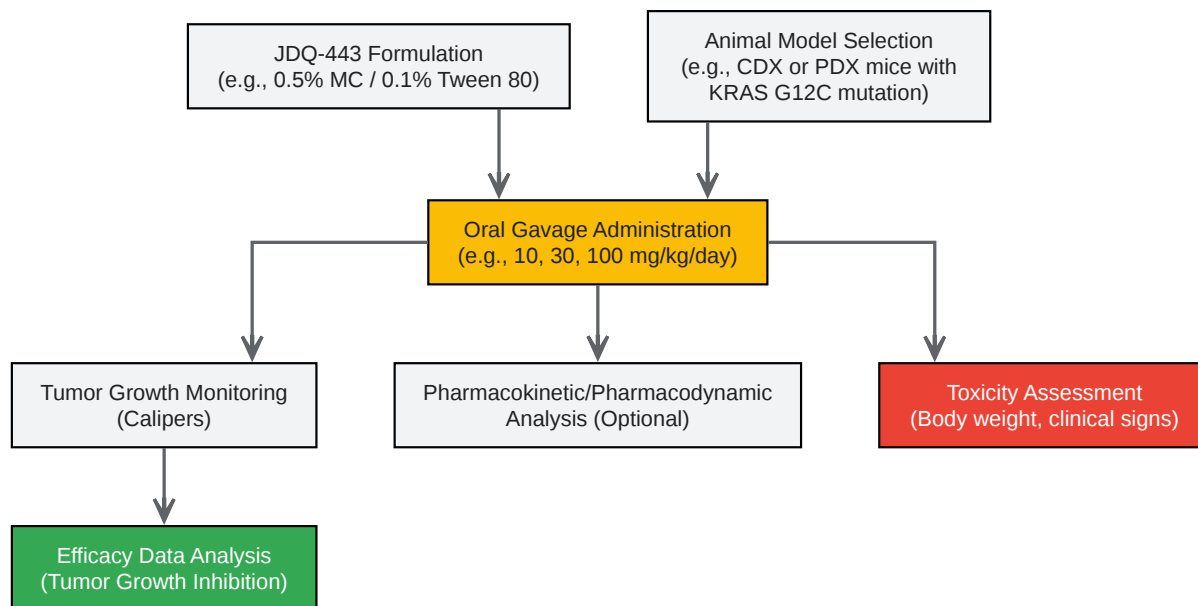 JDQ-443 Formulation
(e.g., 0.5% MC / 0.1% Tween 80)
Animal Model Selection
(e.g., CDX or PDX mice with
KRAS G12C mutation)
Oral Gavage Administration
(e.g., 10, 30, 100 mg/kg/day)
Tumor Growth Monitoring
(Calipers)
Pharmacokinetic/Pharmacodynamic
Analysis (Optional)
Toxicity Assessment
(Body weight, clinical signs)
Efficacy Data Analysis
(Tumor Growth Inhibition)